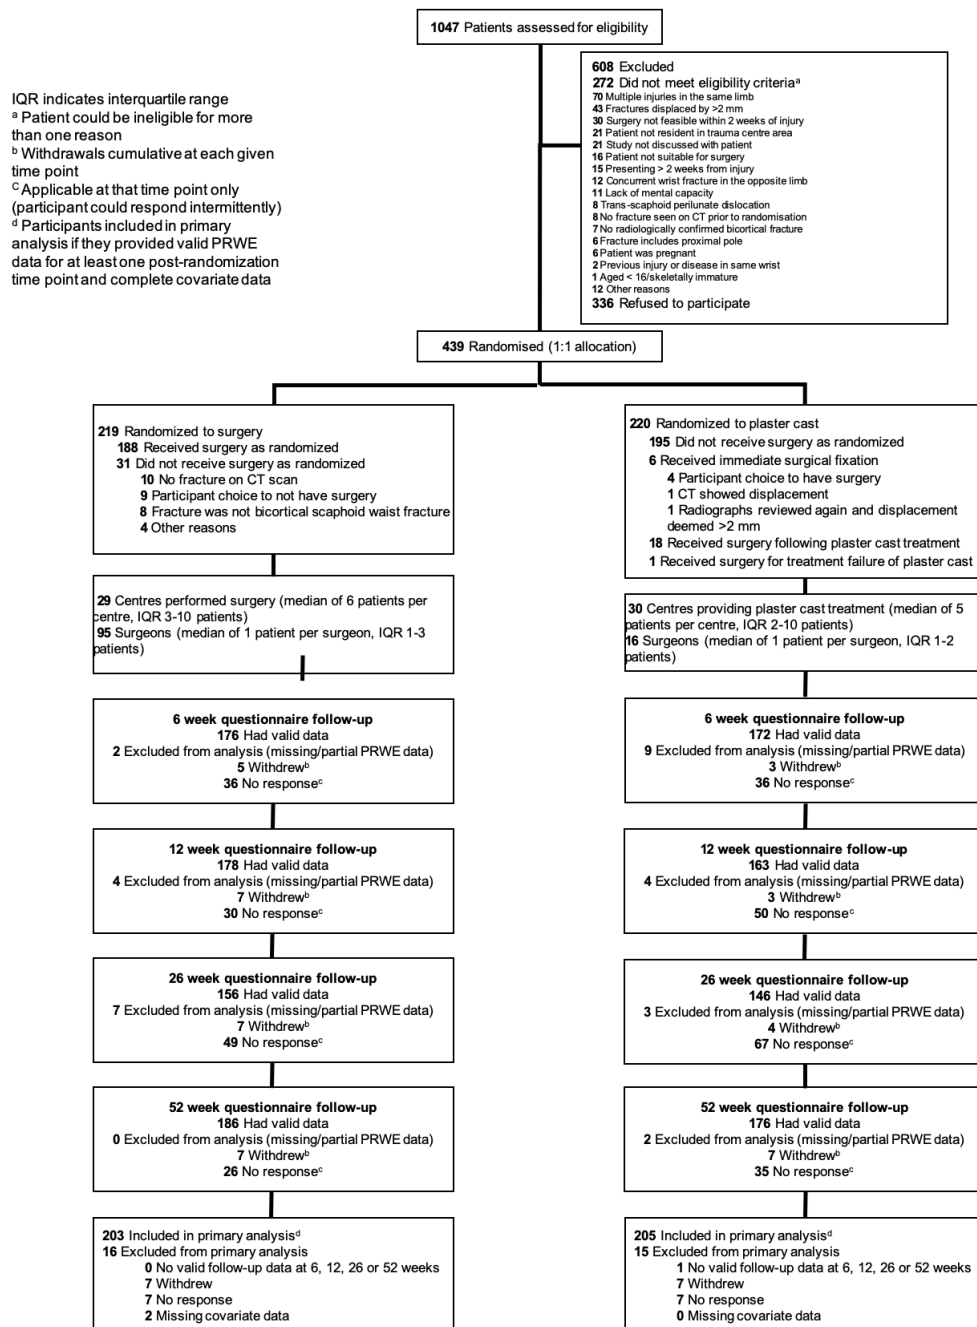 1047 Patients assessed for eligibility
608 Excluded
272 Did not meet eligibility criteriaª
70 Multiple injuries in the same limb
43 Fractures displaced by >2 mm
30 Surgery not feasible within 2 weeks of injury
21 Patient not resident in trauma centre area
21 Study not discussed with patient
16 Patient not suitable for surgery
15 Presenting > 2 weeks from injury
12 Concurrent wrist fracture in the opposite limb
11 Lack of mental capacity
8 Trans-scaphoid perilunate dislocation
8 No fracture seen on CT prior to randomisation
7 No radiologically confirmed bicortical fracture
6 Fracture includes proximal pole
6 Patient was pregnant
2 Previous injury or disease in same wrist
1 Aged < 16/skeletally immature
12 Other reasons
336 Refused to participate
IQR indicates interquartile range
ª Patient could be ineligible for more
than one reason
ᵇ Withdrawals cumulative at each given
time point
ᶜ Applicable at that time point only
(participant could respond intermittently)
ᵈ Participants included in primary
analysis if they provided valid PRWE
data for at least one post-randomization
time point and complete covariate data
439 Randomised (1:1 allocation)
219 Randomized to surgery
188 Received surgery as randomized
31 Did not receive surgery as randomized
10 No fracture on CT scan
9 Participant choice to not have surgery
8 Fracture was not bicortical scaphoid waist fracture
4 Other reasons
29 Centres performed surgery (median of 6 patients per
centre, IQR 3-10 patients)
95 Surgeons (median of 1 patient per surgeon, IQR 1-3
patients)
6 week questionnaire follow-up
176 Had valid data
2 Excluded from analysis (missing/partial PRWE data)
5 Withdrewᵇ
36 No responseᶜ
12 week questionnaire follow-up
178 Had valid data
4 Excluded from analysis (missing/partial PRWE data)
7 Withdrewᵇ
30 No responseᶜ
26 week questionnaire follow-up
156 Had valid data
7 Excluded from analysis (missing/partial PRWE data)
7 Withdrewᵇ
49 No responseᶜ
52 week questionnaire follow-up
186 Had valid data
0 Excluded from analysis (missing/partial PRWE data)
7 Withdrewᵇ
26 No responseᶜ
203 Included in primary analysisᵈ
16 Excluded from primary analysis
0 No valid follow-up data at 6, 12, 26 or 52 weeks
7 Withdrew
7 No response
2 Missing covariate data
220 Randomized to plaster cast
195 Did not receive surgery as randomized
6 Received immediate surgical fixation
4 Participant choice to have surgery
1 CT showed displacement
1 Radiographs reviewed again and displacement
deemed >2 mm
18 Received surgery following plaster cast treatment
1 Received surgery for treatment failure of plaster cast
30 Centres providing plaster cast treatment (median of 5
patients per centre, IQR 2-10 patients)
16 Surgeons (median of 1 patient per surgeon, IQR 1-2
patients)
6 week questionnaire follow-up
172 Had valid data
9 Excluded from analysis (missing/partial PRWE data)
3 Withdrewᵇ
36 No responseᶜ
12 week questionnaire follow-up
163 Had valid data
4 Excluded from analysis (missing/partial PRWE data)
3 Withdrewᵇ
50 No responseᶜ
26 week questionnaire follow-up
146 Had valid data
3 Excluded from analysis (missing/partial PRWE data)
4 Withdrewᵇ
67 No responseᶜ
52 week questionnaire follow-up
176 Had valid data
2 Excluded from analysis (missing/partial PRWE data)
7 Withdrewᵇ
35 No responseᶜ
205 Included in primary analysisᵈ
15 Excluded from primary analysis
1 No valid follow-up data at 6, 12, 26 or 52 weeks
7 Withdrew
7 No response
0 Missing covariate data